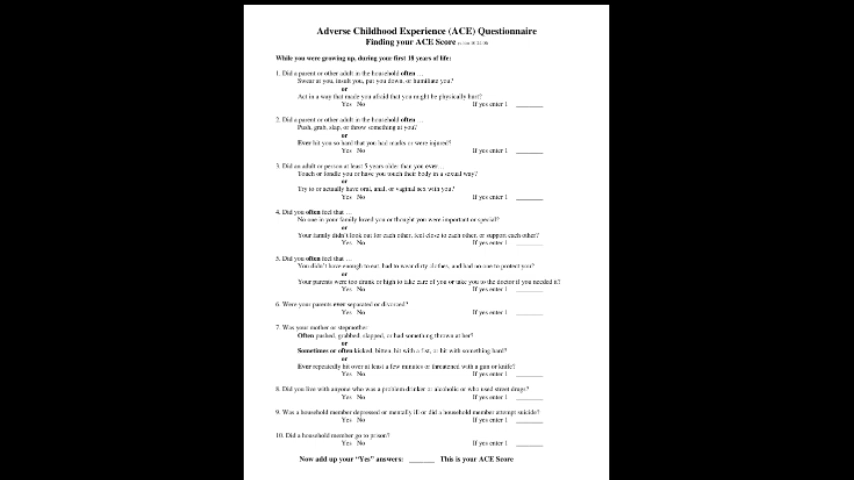 Adverse Childhood Experience (ACE) Questionnaire
Finding your ACE Score
While you were growing up, during your first 18 years of life:
1. Did a parent or other adult in the household often …
Swear at you, insult you, put you down, or humiliate you?
or
Act in a way that made you afraid that you might be physically hurt?
Yes No If yes enter 1 ________
2. Did a parent or other adult in the household often …
Push, grab, slap, or throw something at you?
or
Ever hit you so hard that you had marks or were injured?
Yes No If yes enter 1 ________
3. Did an adult or person at least 5 years older than you ever…
Touch or fondle you or have you touch their body in a sexual way?
or
Try to or actually have oral, anal, or vaginal sex with you?
Yes No If yes enter 1 ________
4. Did you often feel that …
No one in your family loved you or thought you were important or special?
or
Your family didn't look out for each other, feel close to each other, or support each other?
Yes No If yes enter 1 ________
5. Did you often feel that …
You didn't have enough to eat, had to wear dirty clothes, and had no one to protect you?
or
Your parents were too drunk or high to take care of you or take you to the doctor if you needed it?
Yes No If yes enter 1 ________
6. Were your parents ever separated or divorced?
Yes No If yes enter 1 ________
7. Was your mother or stepmother:
Often pushed, grabbed, slapped, or had something thrown at her?
or
Sometimes or often kicked, bitten, hit with a fist, or hit with something hard?
or
Ever repeatedly hit over at least a few minutes or threatened with a gun or knife?
Yes No If yes enter 1 ________
8. Did you live with anyone who was a problem drinker or alcoholic or who used street drugs?
Yes No If yes enter 1 ________
9. Was a household member depressed or mentally ill or did a household member attempt suicide?
Yes No If yes enter 1 ________
10. Did a household member go to prison?
Yes No If yes enter 1 ________
Now add up your “Yes” answers: _______ This is your ACE Score